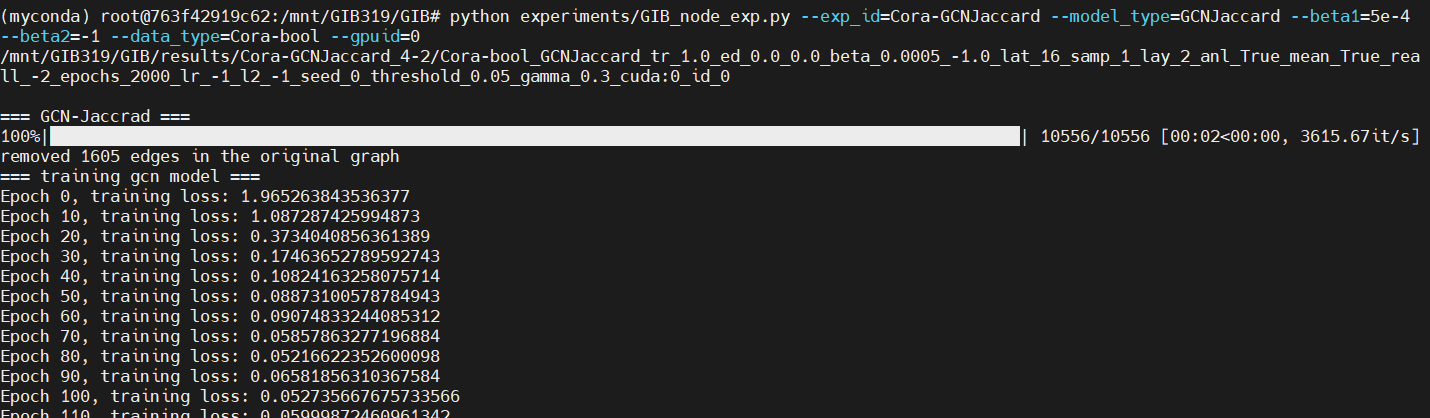 (myconda) root@763f42919c62:/mnt/GIB319/GIB# python experiments/GIB_node_exp.py --exp_id=Cora-GCNJaccard --model_type=GCNJaccard --beta1=5e-4
--beta2=-1 --data_type=Cora-bool --gpuid=0
/mnt/GIB319/GIB/results/Cora-GCNJaccard_4-2/Cora-bool_GCNJaccard_tr_1.0_ed_0.0_0.0_beta_0.0005_-1.0_lat_16_samp_1_lay_2_anl_True_mean_True_rea
ll_-2_epochs_2000_lr_-1_l2_-1_seed_0_threshold_0.05_gamma_0.3_cuda:0_id_0
=== GCN-Jaccrad ===
100%| | 10556/10556 [00:02<00:00, 3615.67it/s]
removed 1605 edges in the original graph
=== training gcn model ===
Epoch 0, training loss: 1.965263843536377
Epoch 10, training loss: 1.087287425994873
Epoch 20, training loss: 0.3734040856361389
Epoch 30, training loss: 0.17463652789592743
Epoch 40, training loss: 0.10824163258075714
Epoch 50, training loss: 0.08873100578784943
Epoch 60, training loss: 0.09074833244085312
Epoch 70, training loss: 0.05857863277196884
Epoch 80, training loss: 0.05216622352600098
Epoch 90, training loss: 0.06581856310367584
Epoch 100, training loss: 0.052735667675733566
Epoch 110, training loss: 0.05999872460961342